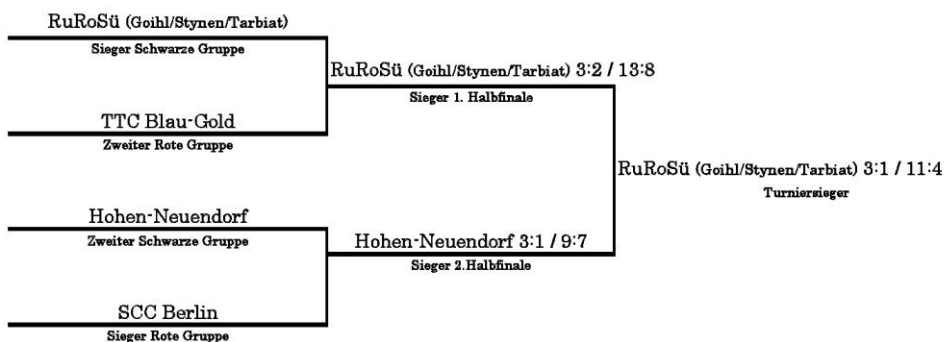 RuRoSü (Goihl/Stynen/Tarbiat)
Sieger Schwarze Gruppe
RuRoSü (Goihl/Stynen/Tarbiat) 3:2 / 13:8
Sieger 1. Halbfinale
TTC Blau-Gold
Zweiter Rote Gruppe
RuRoSü (Goihl/Stynen/Tarbiat) 3:1 / 11:4
Turniersieger
Hohen-Neuendorf
Zweiter Schwarze Gruppe
Hohen-Neuendorf 3:1 / 9:7
Sieger 2.Halbfinale
SCC Berlin
Sieger Rote Gruppe